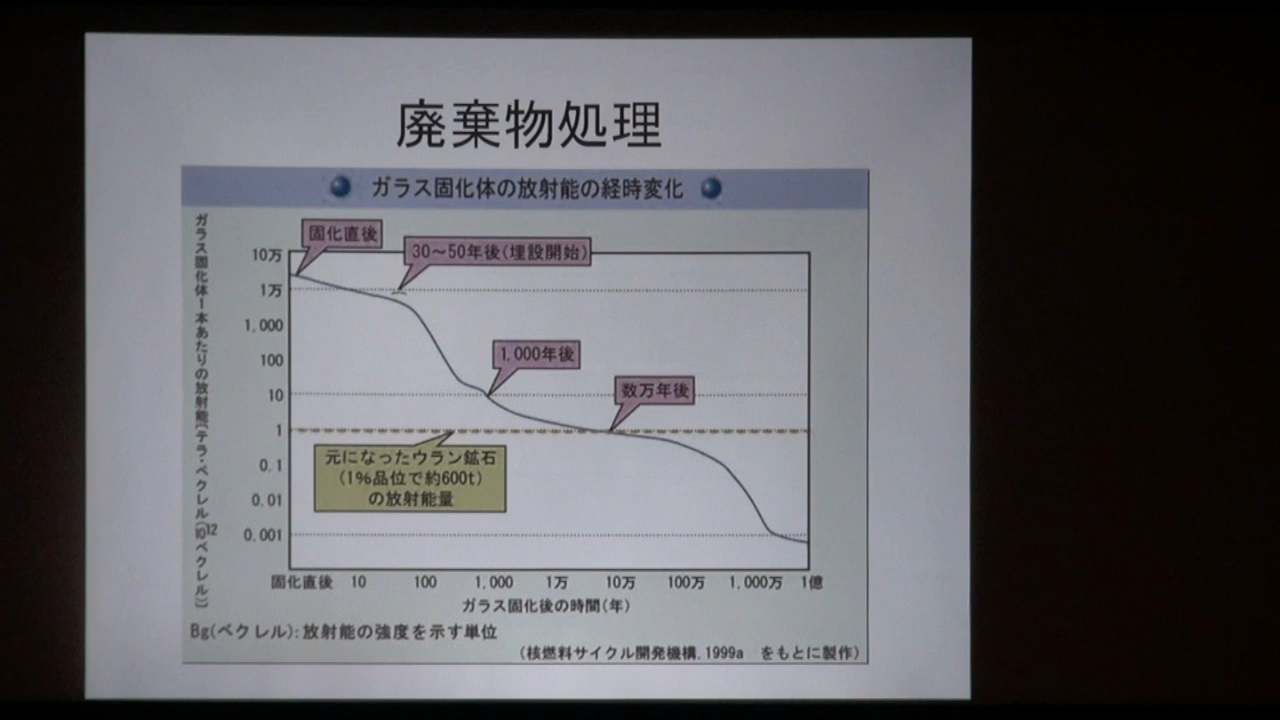 廃棄物処理
ガラス固化体の放射能の経時変化
ガラス固化体1本あたりの放射能(テラ・ベクレル(10¹²ベクレル))
固化直後
30〜50年後(埋設開始)
1,000年後
数万年後
10万
1万
1,000
100
10
1
0.1
0.01
0.001
元になったウラン鉱石
(1%品位で約600t)
の放射能量
固化直後 10 100 1,000 1万 10万 100万 1,000万 1億
ガラス固化後の時間(年)
Bg(ベクレル):放射能の強度を示す単位
(核燃料サイクル開発機構,1999a をもとに製作)